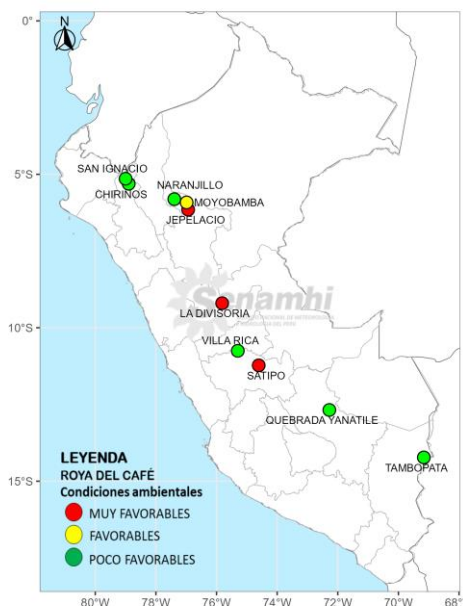 N
0°
SAN IGNACIO
CHIRINOS
NARANJILLO
MOYOBAMBA
JEPELACIO
5°S
Senamhi
LA DIVISORIA
10°S
VILLA RICA
SATIPO
QUEBRADA YANATILE
TAMBOPATA
15°S
LEYENDA
ROYA DEL CAFÉ
Condiciones ambientales
MUY FAVORABLES
FAVORABLES
POCO FAVORABLES
80°W 78°W 76°W 74°W 72°W 70°W 68°W